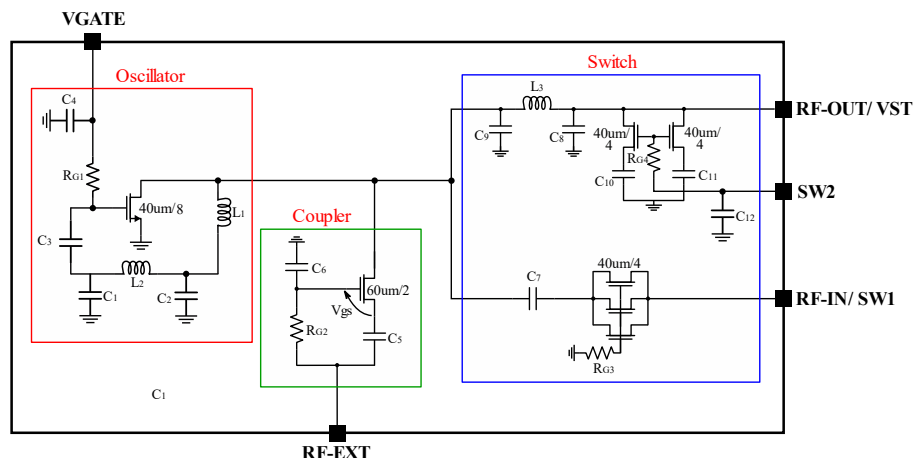 VGATE
Oscillator
Switch
C4
L3
RF-OUT/ VST
C9
C8
40um/
4
40um/
4
RG4
RG1
C10
C11
SW2
40um/8
L1
Coupler
C12
C3
C6
L2
C1
C2
60um/2
Vgs
C7
40um/4
RF-IN/ SW1
RG2
C5
RG3
C1
RF-EXT